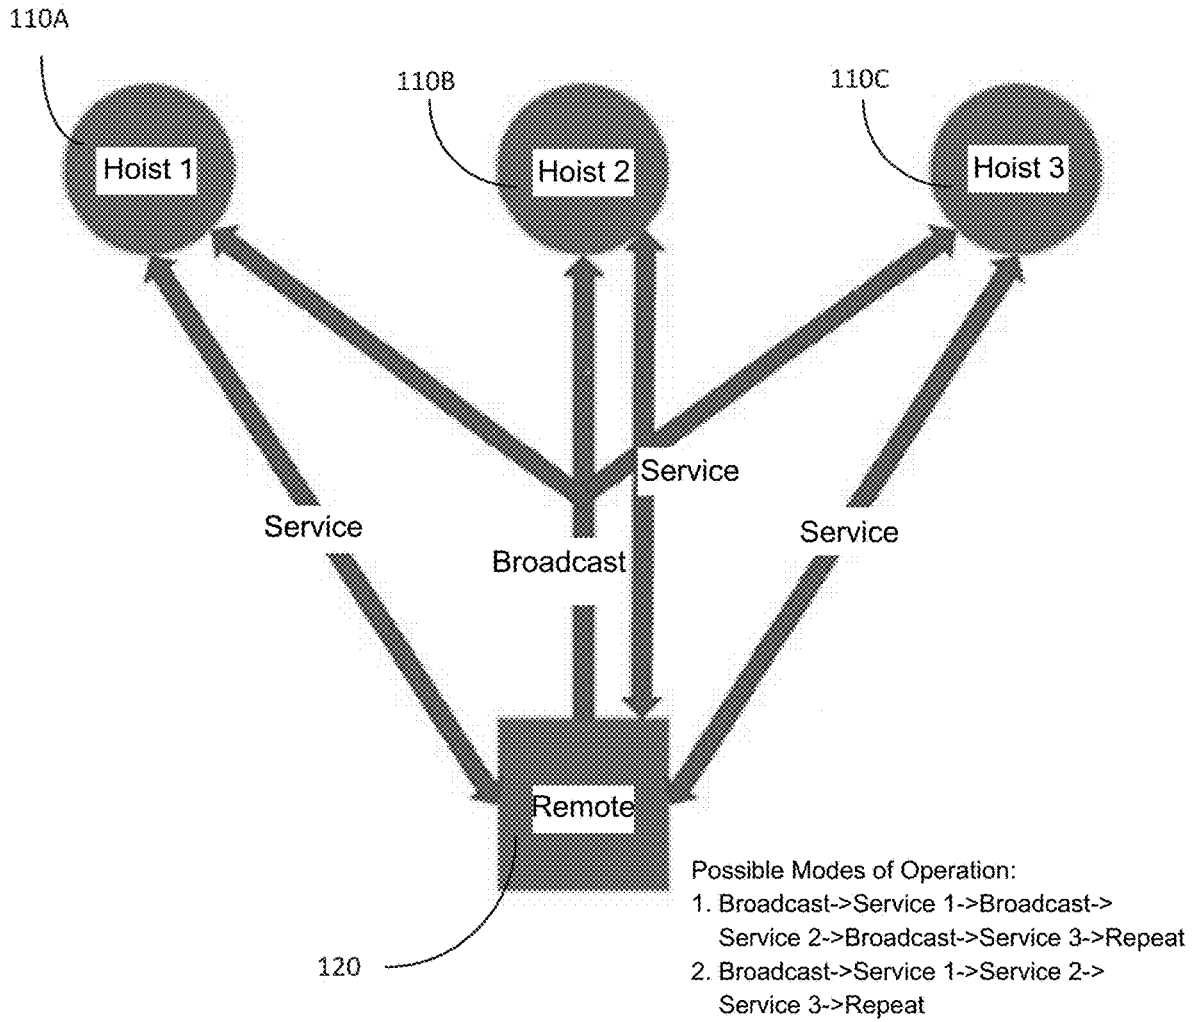 110A
110B
110C
Hoist 1
Hoist 2
Hoist 3
Service
Service
Service
Broadcast
Remote
120
Possible Modes of Operation:
1. Broadcast->Service 1->Broadcast->
Service 2->Broadcast->Service 3->Repeat
2. Broadcast->Service 1->Service 2->
Service 3->Repeat